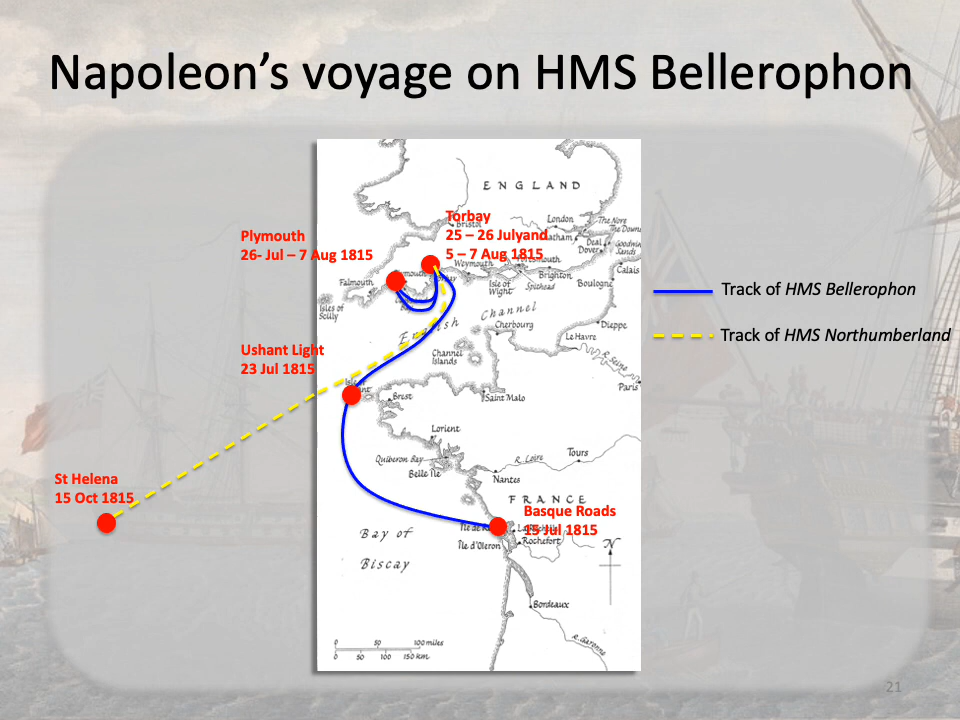 Napoleon's voyage on HMS Bellerophon
ENGLAND
Torbay
25 – 26 Julyand
5 – 7 Aug 1815
Bristol
London
The Nore
The Downs
Chatham
Deal
Dover
Goodwin
Sands
Plymouth
26- Jul – 7 Aug 1815
Weymouth
Portsmouth
Brighton
Calais
Falmouth
Isle of
Wight
Spithead
Boulogne
Isles of
Scilly
English Channel
Cherbourg
Dieppe
Le Havre
R. Seine
Paris
Channel
Islands
Track of HMS Bellerophon
Track of HMS Northumberland
Ushant Light
23 Jul 1815
Brest
Saint Malo
Lorient
Quiberon Bay
Belle Ile
R. Loire
Tours
Nantes
St Helena
15 Oct 1815
FRANCE
Basque Roads
15 Jul 1815
Île d'Oleron
Rochefort
Bay of
Biscay
N
Bordeaux
R. Garonne
0 50 100 miles
0 50 100 150 km
21